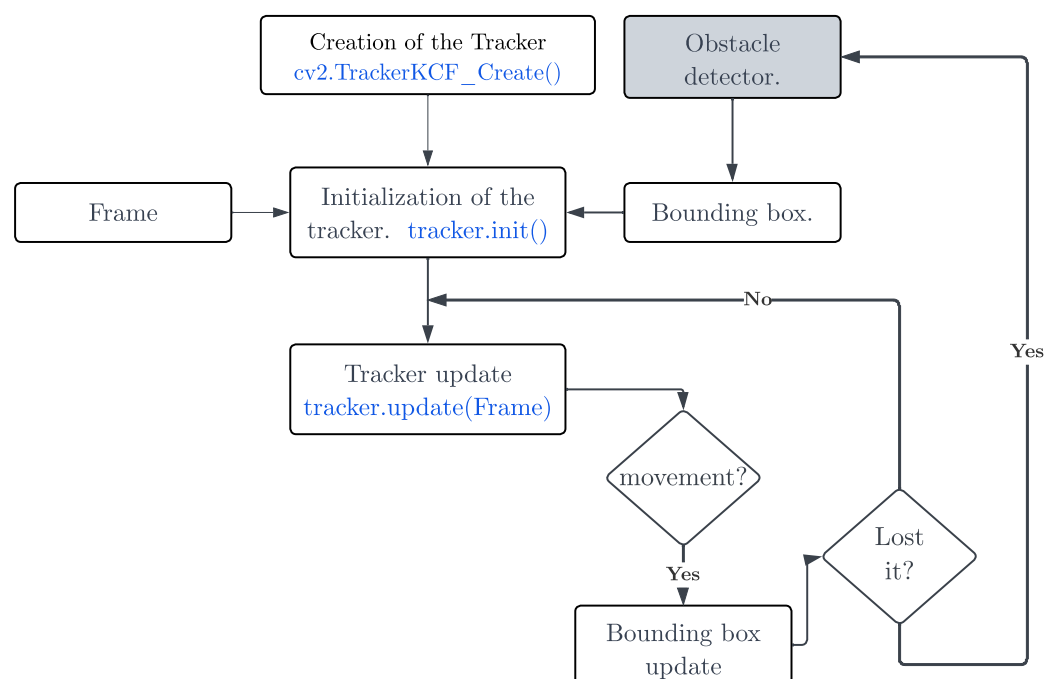 Creation of the Tracker
cv2.TrackerKCF_Create()
Obstacle
detector.
Frame
Initialization of the
tracker. tracker.init()
Bounding box.
No
Yes
Tracker update
tracker.update(Frame)
movement?
Lost
it?
Yes
Bounding box
update